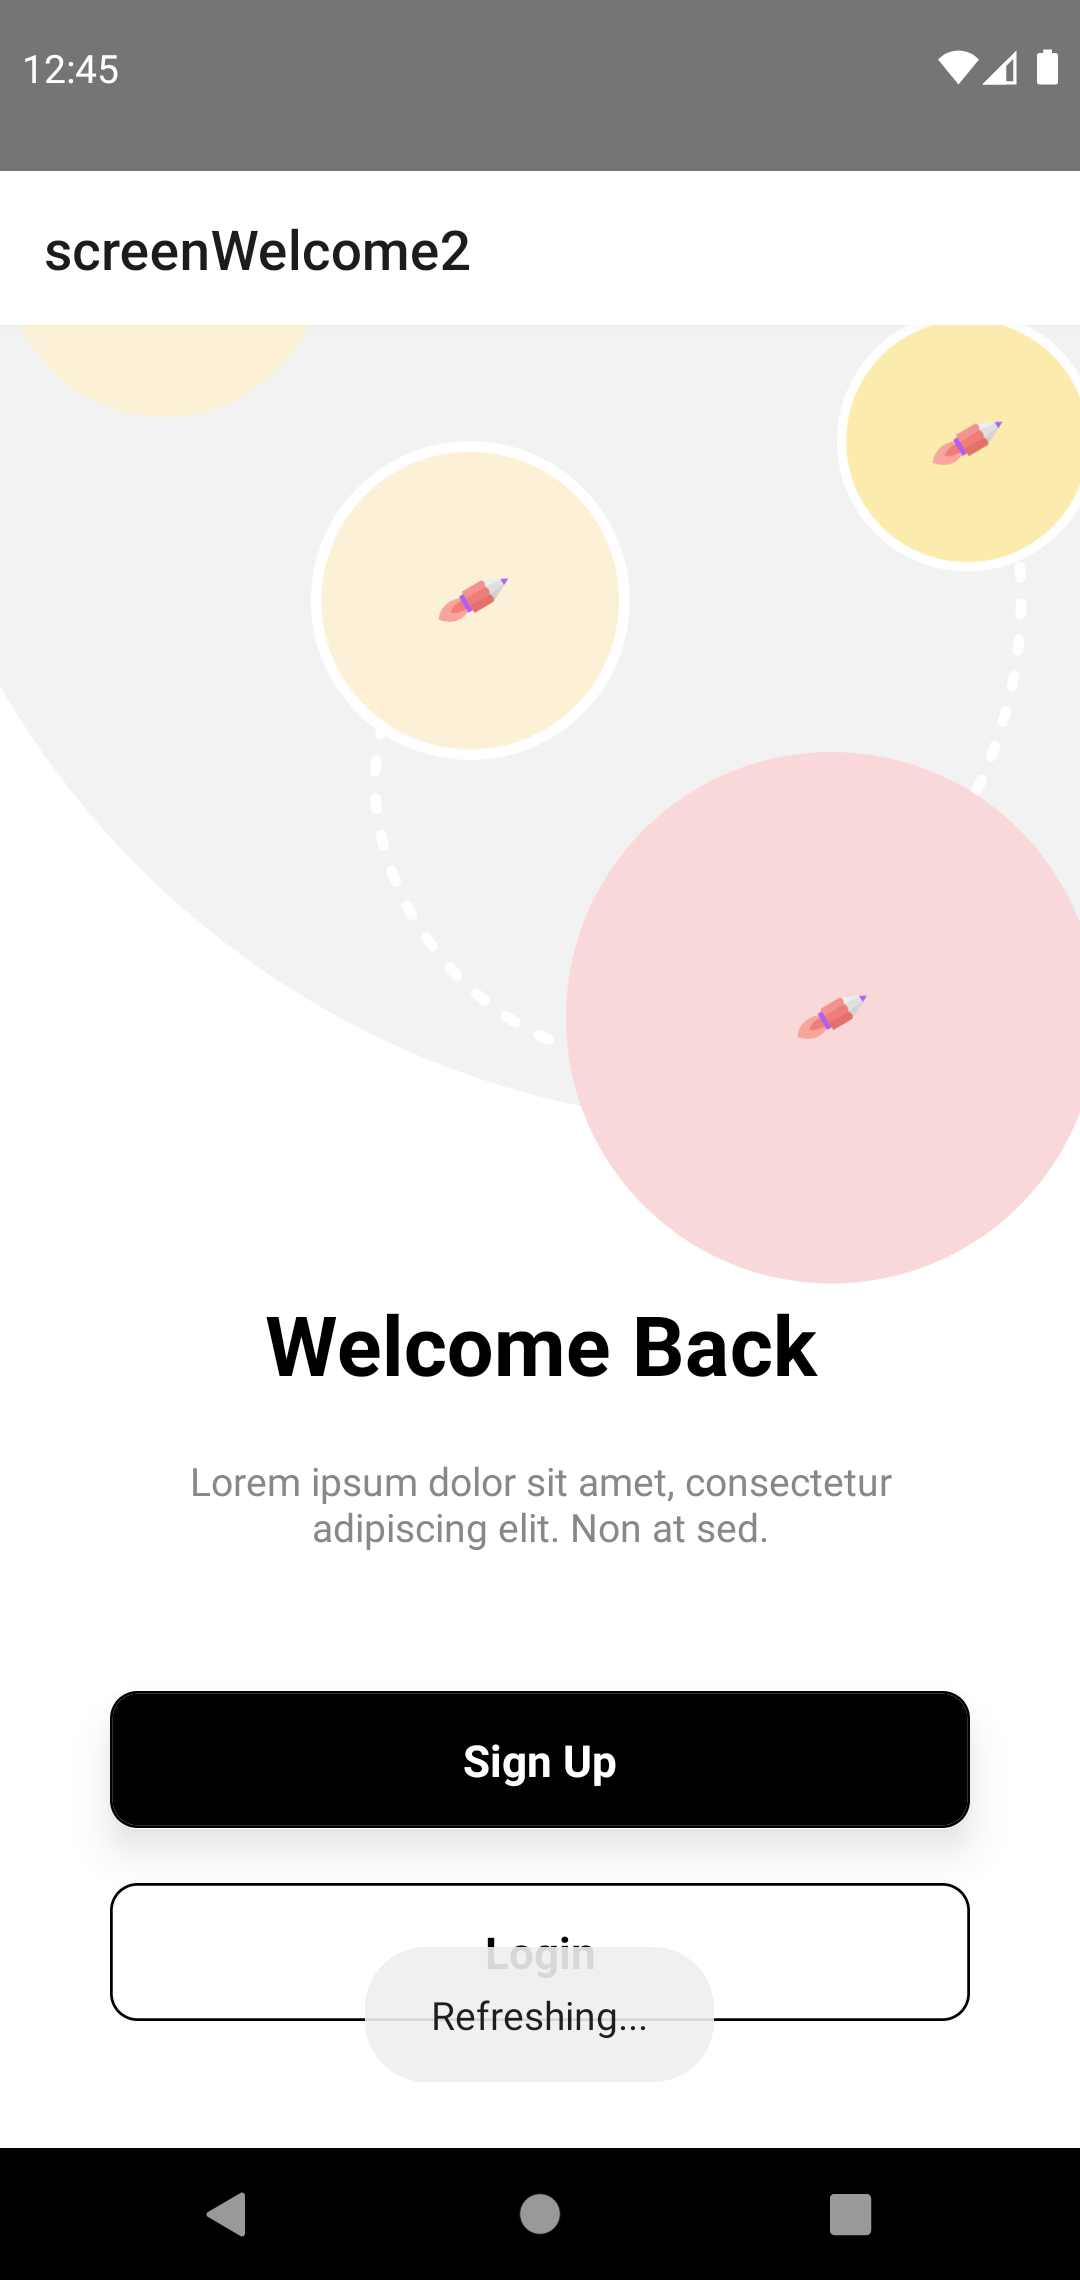 12:45
screenWelcome2
Welcome Back
Lorem ipsum dolor sit amet, consectetur
adipiscing elit. Non at sed.
Sign Up
Login
Refreshing...